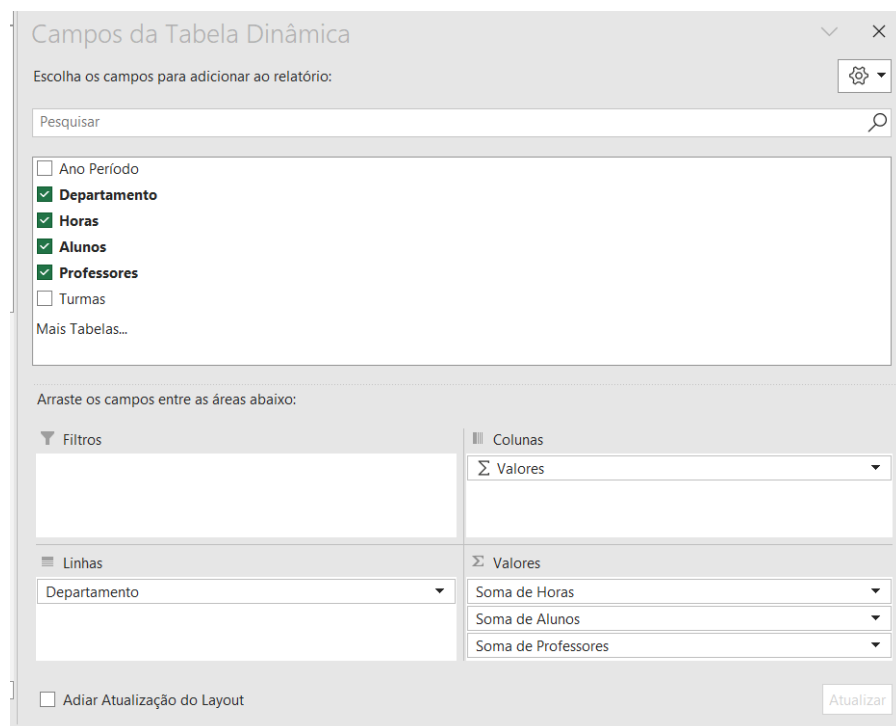 Campos da Tabela Dinâmica
Escolha os campos para adicionar ao relatório:
Pesquisar
Ano Período
Departamento
Horas
Alunos
Professores
Turmas
Mais Tabelas...
Arraste os campos entre as áreas abaixo:
Filtros
Colunas
Σ Valores
Linhas
Departamento
Σ Valores
Soma de Horas
Soma de Alunos
Soma de Professores
Adiar Atualização do Layout
Atualizar